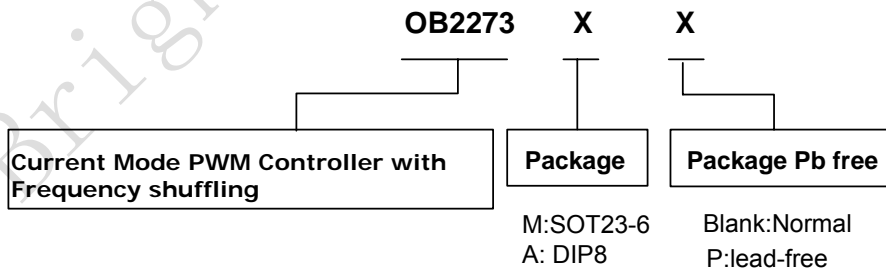 OB2273 X X
Current Mode PWM Controller with
Frequency shuffling
Package
Package Pb free
M:SOT23-6
A: DIP8
Blank:Normal
P:lead-free
Brigh